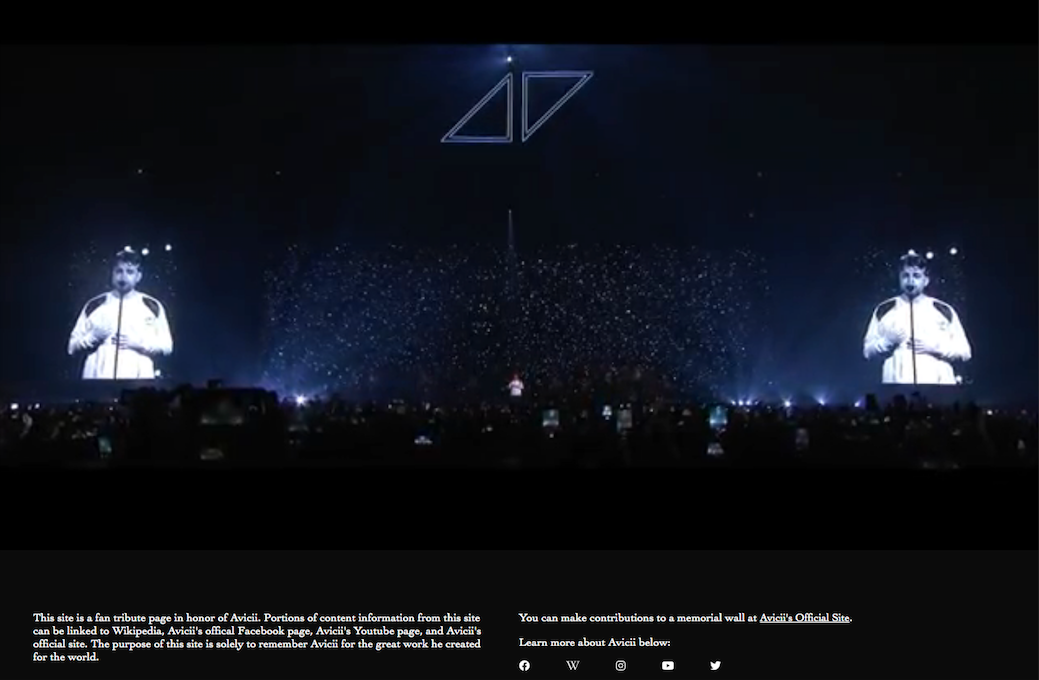 This site is a fan tribute page in honor of Avicii. Portions of content information from this site
can be linked to Wikipedia, Avicii's offical Facebook page, Avicii's Youtube page, and Avicii's
official site. The purpose of this site is solely to remember Avicii for the great work he created
for the world.
You can make contributions to a memorial wall at Avicii's Official Site.
Learn more about Avicii below: